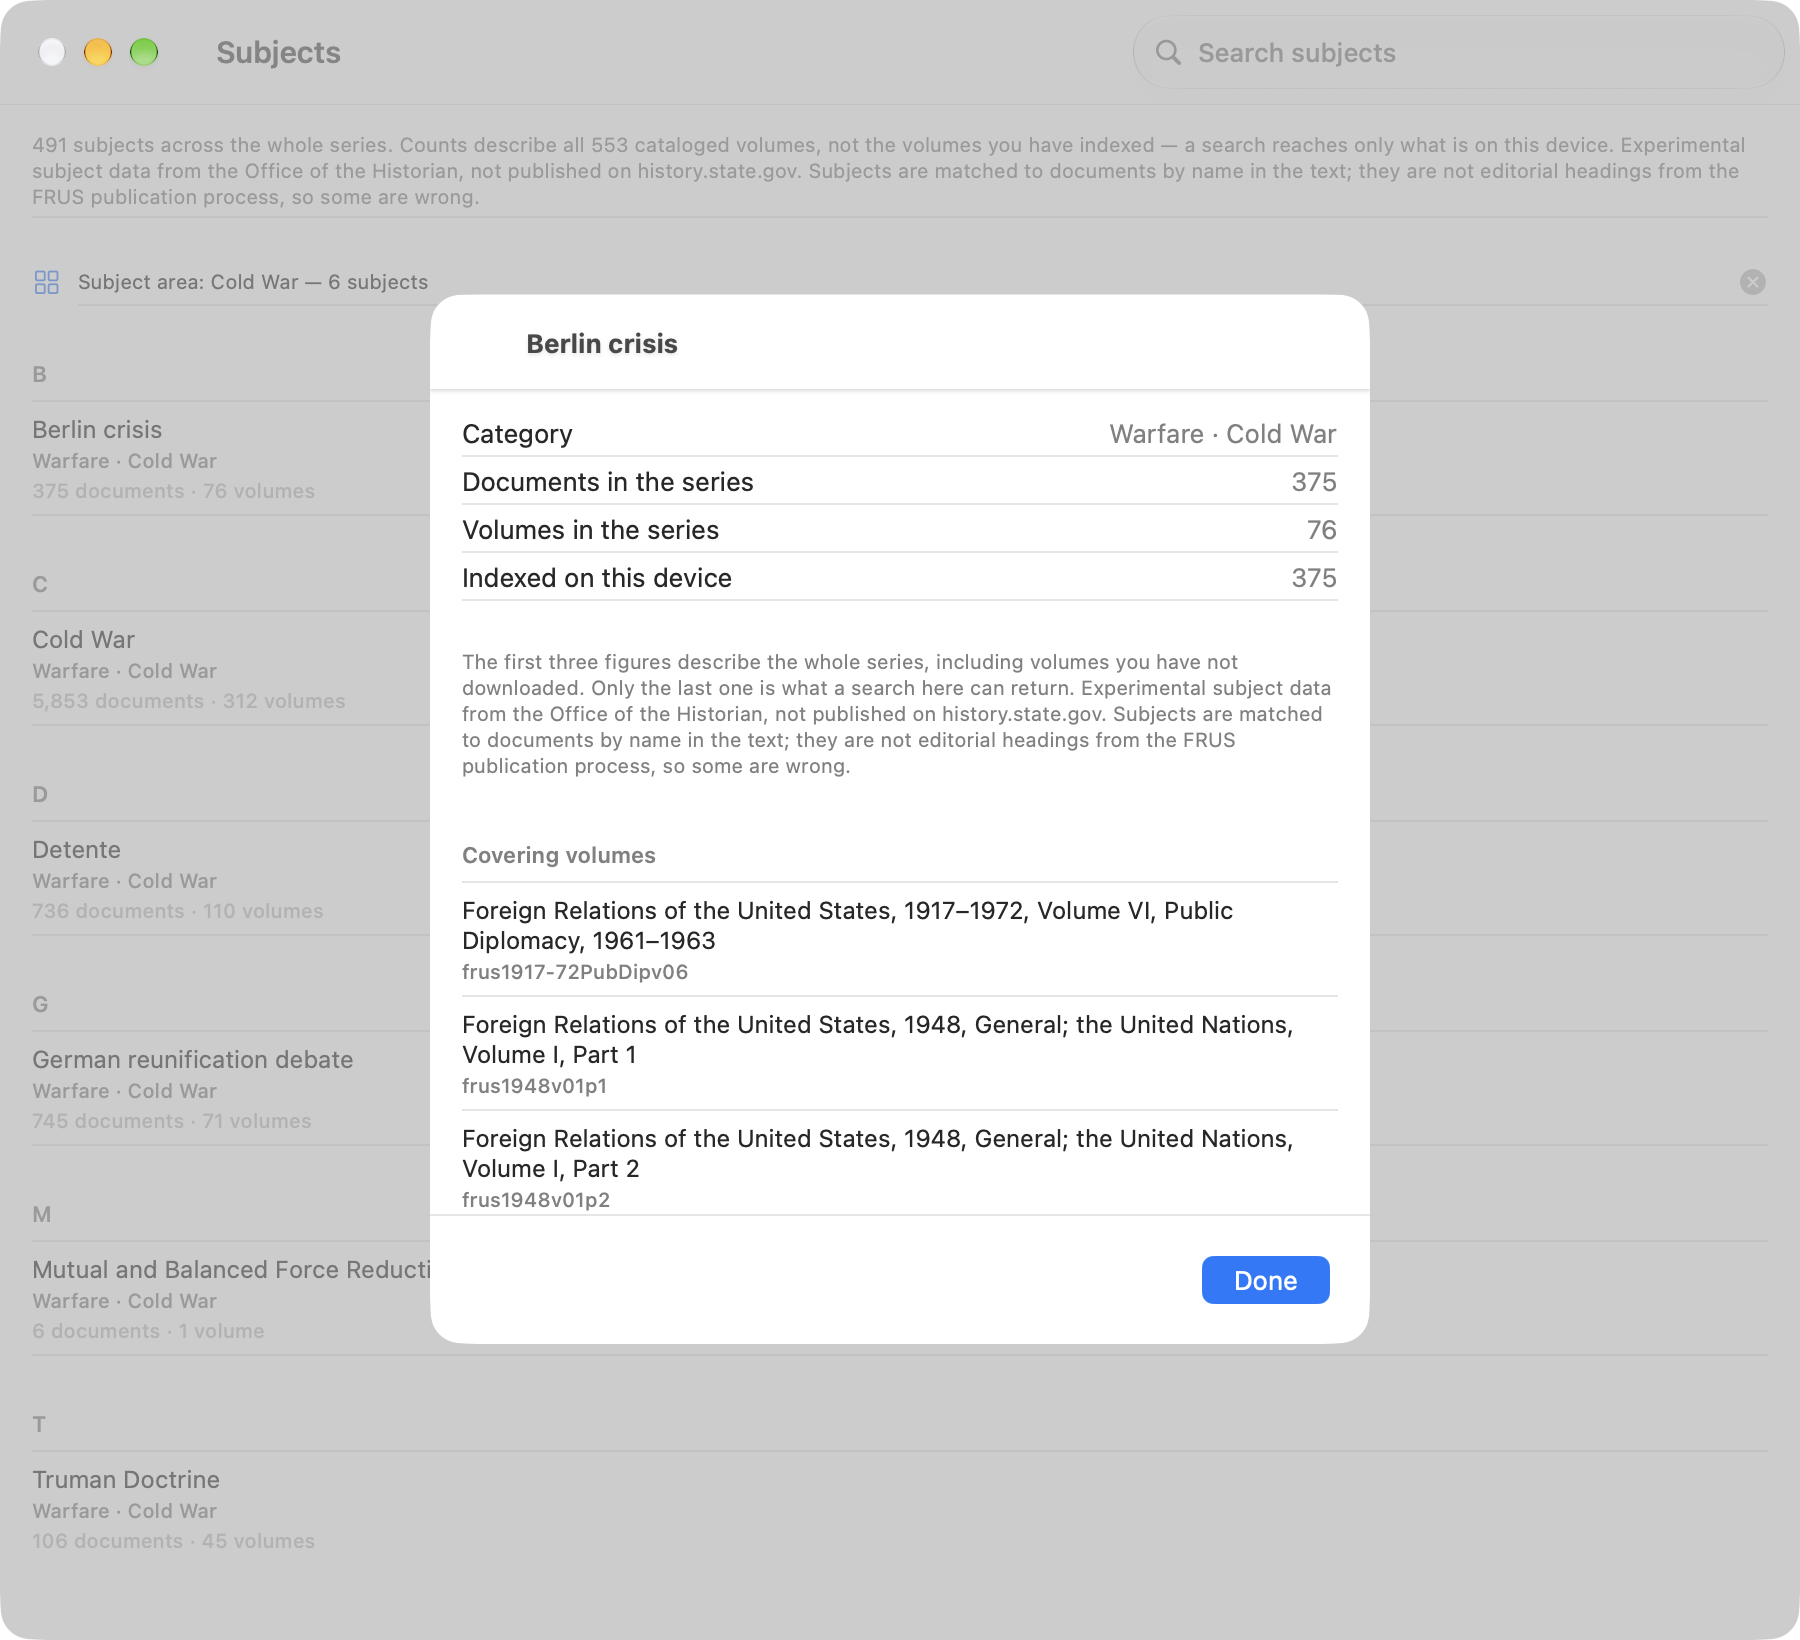 Subjects
Search subjects
491 subjects across the whole series. Counts describe all 553 cataloged volumes, not the volumes you have indexed — a search reaches only what is on this device. Experimental
subject data from the Office of the Historian, not published on history.state.gov. Subjects are matched to documents by name in the text; they are not editorial headings from the
FRUS publication process, so some are wrong.
Subject area: Cold War — 6 subjects
B
Berlin crisis
Warfare · Cold War
375 documents · 76 volumes
C
Cold War
Warfare · Cold War
5,853 documents · 312 volumes
D
Detente
Warfare · Cold War
736 documents · 110 volumes
G
German reunification debate
Warfare · Cold War
745 documents · 71 volumes
M
Mutual and Balanced Force Reducti
Warfare · Cold War
6 documents · 1 volume
T
Truman Doctrine
Warfare · Cold War
106 documents · 45 volumes
Berlin crisis
Category Warfare · Cold War
Documents in the series 375
Volumes in the series 76
Indexed on this device 375
The first three figures describe the whole series, including volumes you have not
downloaded. Only the last one is what a search here can return. Experimental subject data
from the Office of the Historian, not published on history.state.gov. Subjects are matched
to documents by name in the text; they are not editorial headings from the FRUS
publication process, so some are wrong.
Covering volumes
Foreign Relations of the United States, 1917–1972, Volume VI, Public
Diplomacy, 1961–1963
frus1917-72PubDipv06
Foreign Relations of the United States, 1948, General; the United Nations,
Volume I, Part 1
frus1948v01p1
Foreign Relations of the United States, 1948, General; the United Nations,
Volume I, Part 2
frus1948v01p2
Done